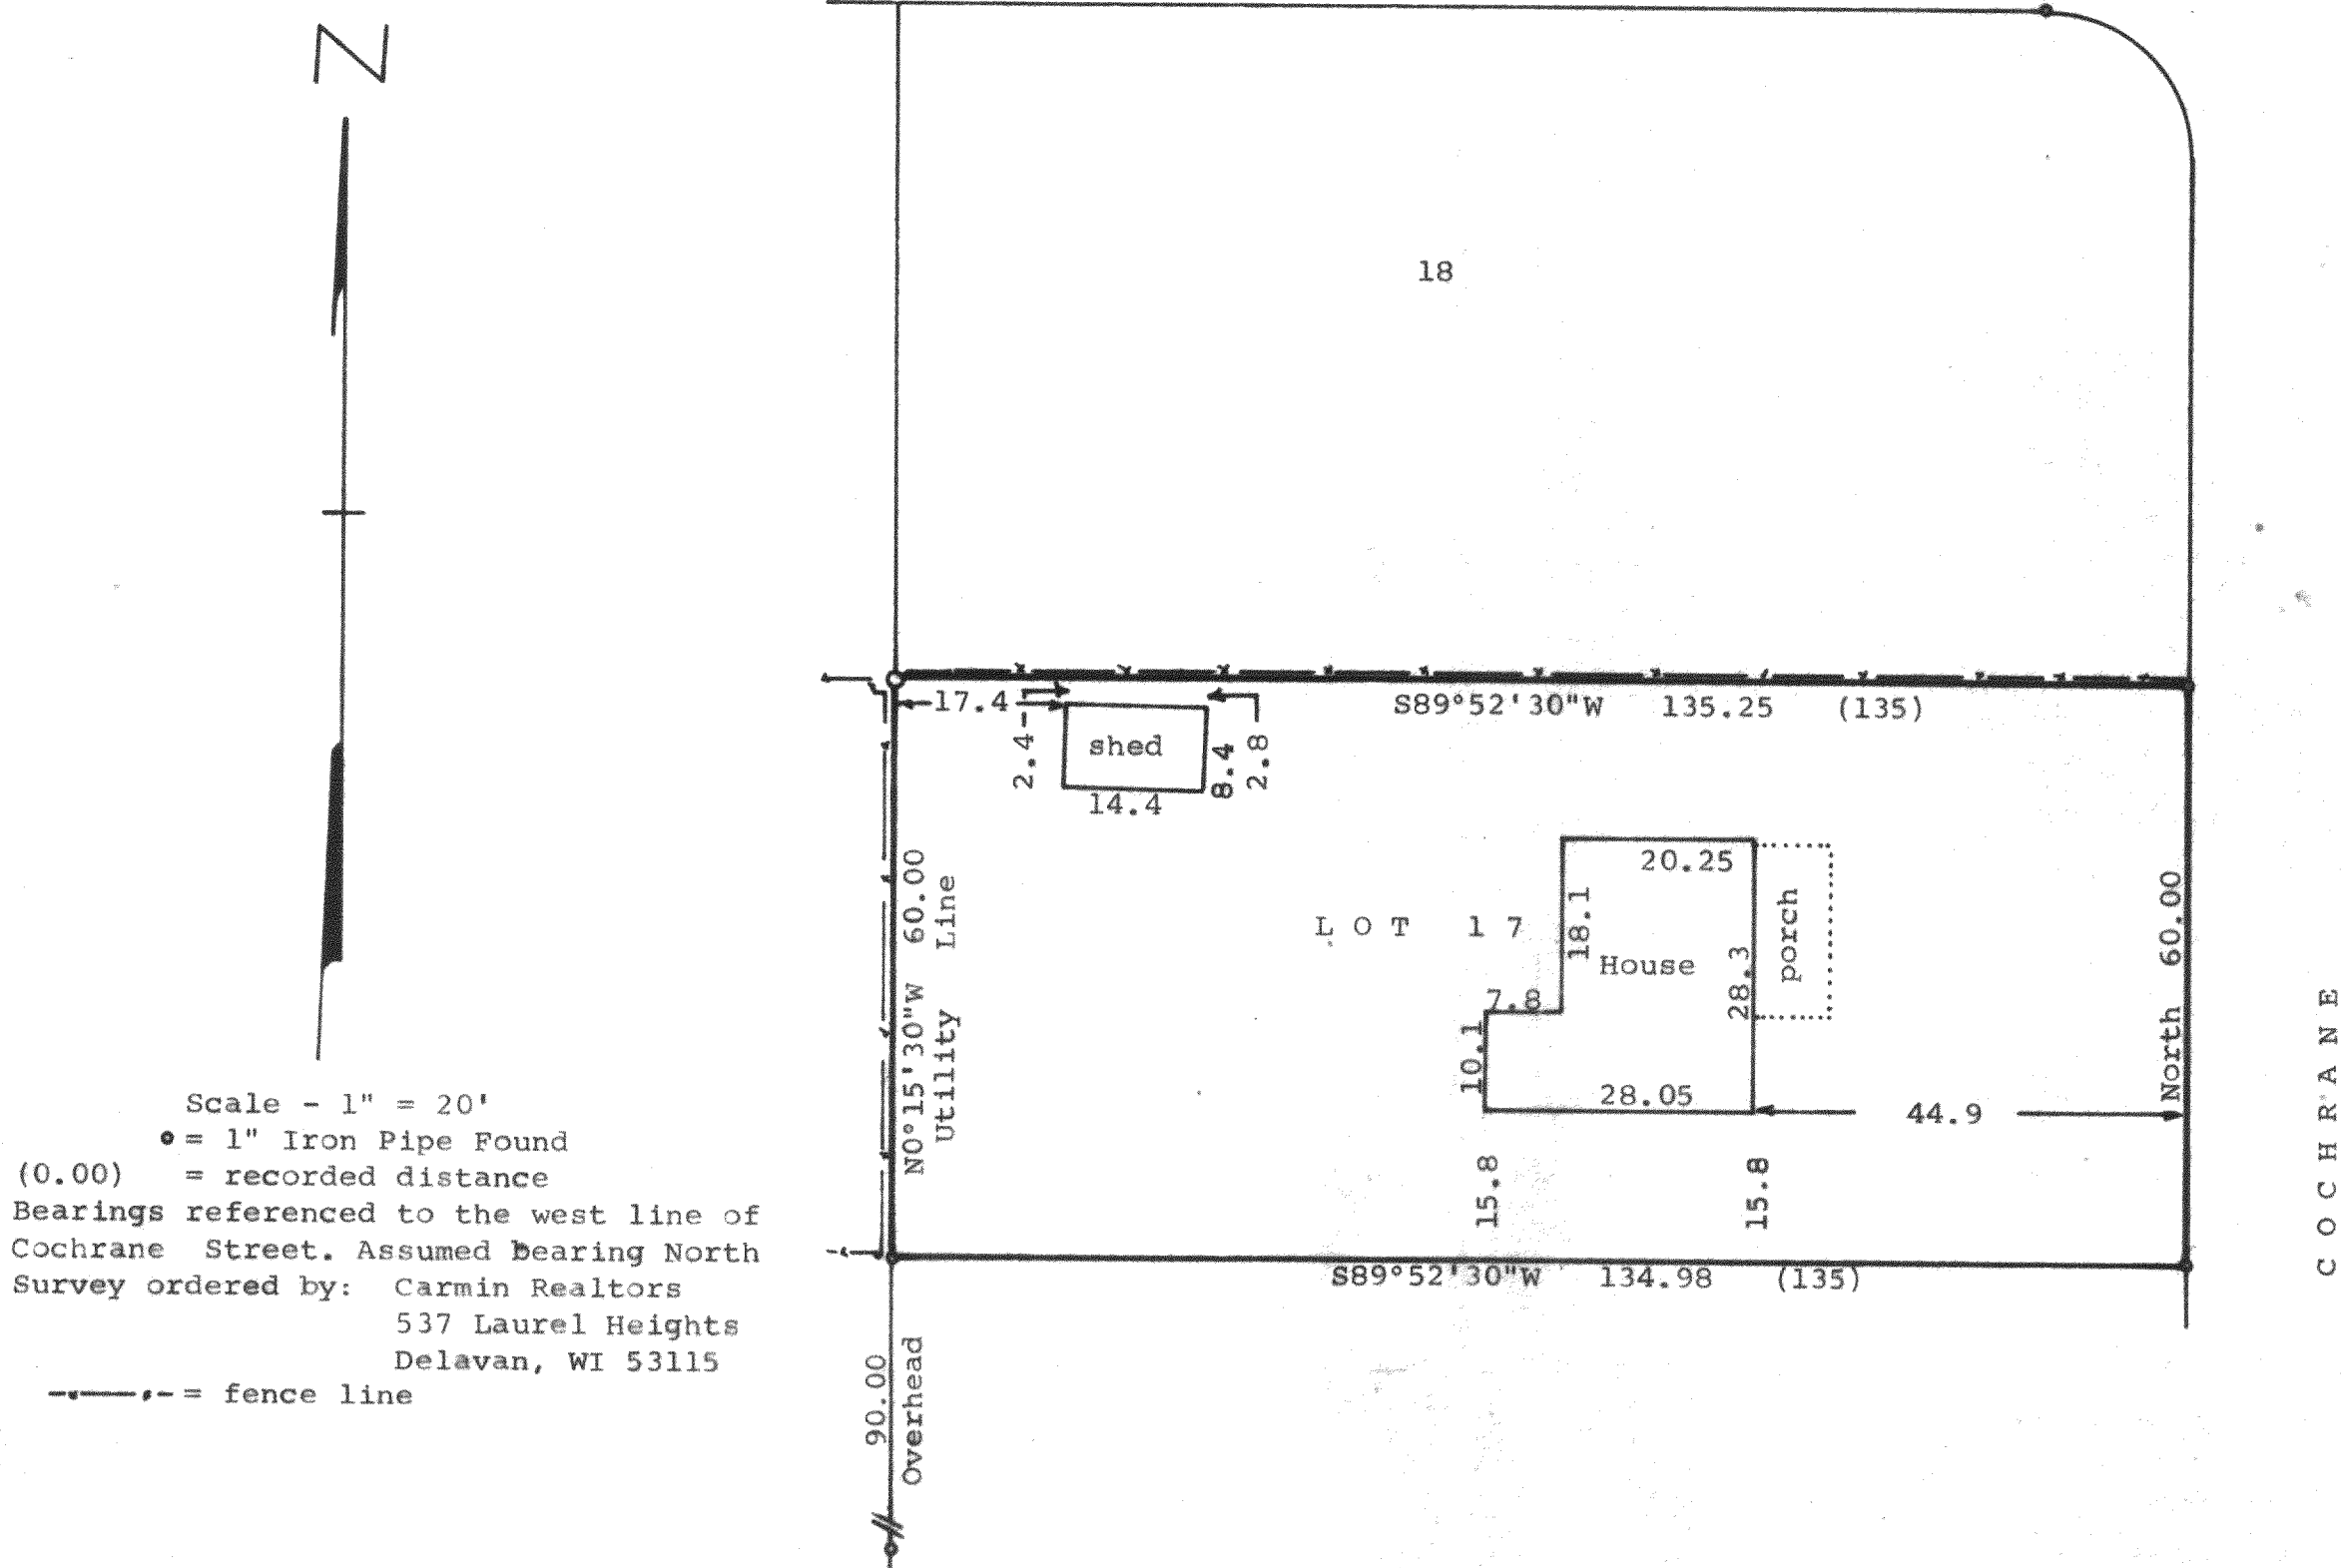 N
18
S89°52'30"W 135.25 (135)
17.4
2.4
shed
8.4
2.8
14.4
N0°15'30"W 60.00
Utility Line
LOT 17
20.25
18.1
House
28.3
porch
7.8
10.1
28.05
44.9
North 60.00
COCHRANE
15.8
15.8
S89°52'30"W 134.98 (135)
90.00
Overhead
Scale - 1" = 20'
= 1" Iron Pipe Found
(0.00) = recorded distance
Bearings referenced to the west line of
Cochrane Street. Assumed bearing North
Survey ordered by: Carmin Realtors
537 Laurel Heights
Delavan, WI 53115
= fence line